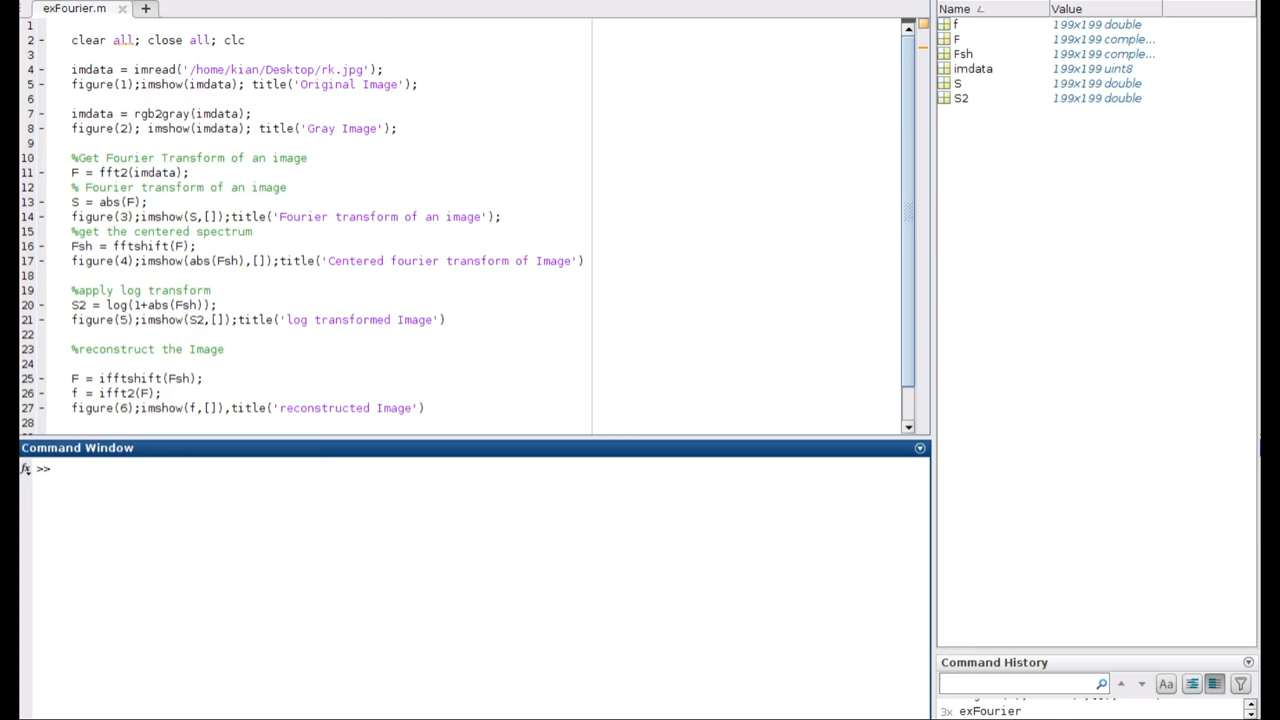 exFourier.m
1
2 - clear all; close all; clc
3
4 - imdata = imread('/home/kian/Desktop/rk.jpg');
5 - figure(1);imshow(imdata); title('Original Image');
6
7 - imdata = rgb2gray(imdata);
8 - figure(2); imshow(imdata); title('Gray Image');
9
10 %Get Fourier Transform of an image
11 - F = fft2(imdata);
12 % Fourier transform of an image
13 - S = abs(F);
14 - figure(3);imshow(S,[]);title('Fourier transform of an image');
15 %get the centered spectrum
16 - Fsh = fftshift(F);
17 - figure(4);imshow(abs(Fsh),[]);title('Centered fourier transform of Image')
18
19 %apply log transform
20 - S2 = log(1+abs(Fsh));
21 - figure(5);imshow(S2,[]);title('log transformed Image')
22
23 %reconstruct the Image
24
25 - F = ifftshift(Fsh);
26 - f = ifft2(F);
27 - figure(6);imshow(f,[]),title('reconstructed Image')
28
Command Window
fx >>
Name Value
f 199x199 double
F 199x199 comple...
Fsh 199x199 comple...
imdata 199x199 uint8
S 199x199 double
S2 199x199 double
Command History
Aa
3x exFourier